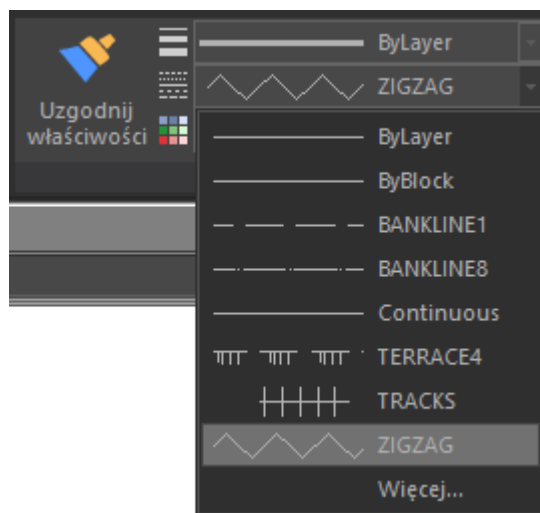 ByLayer
ZIGZAG
Uzgodnij
właściwości
ByLayer
ByBlock
BANKLINE1
BANKLINE8
Continuous
TERRACE4
TRACKS
ZIGZAG
Więcej...